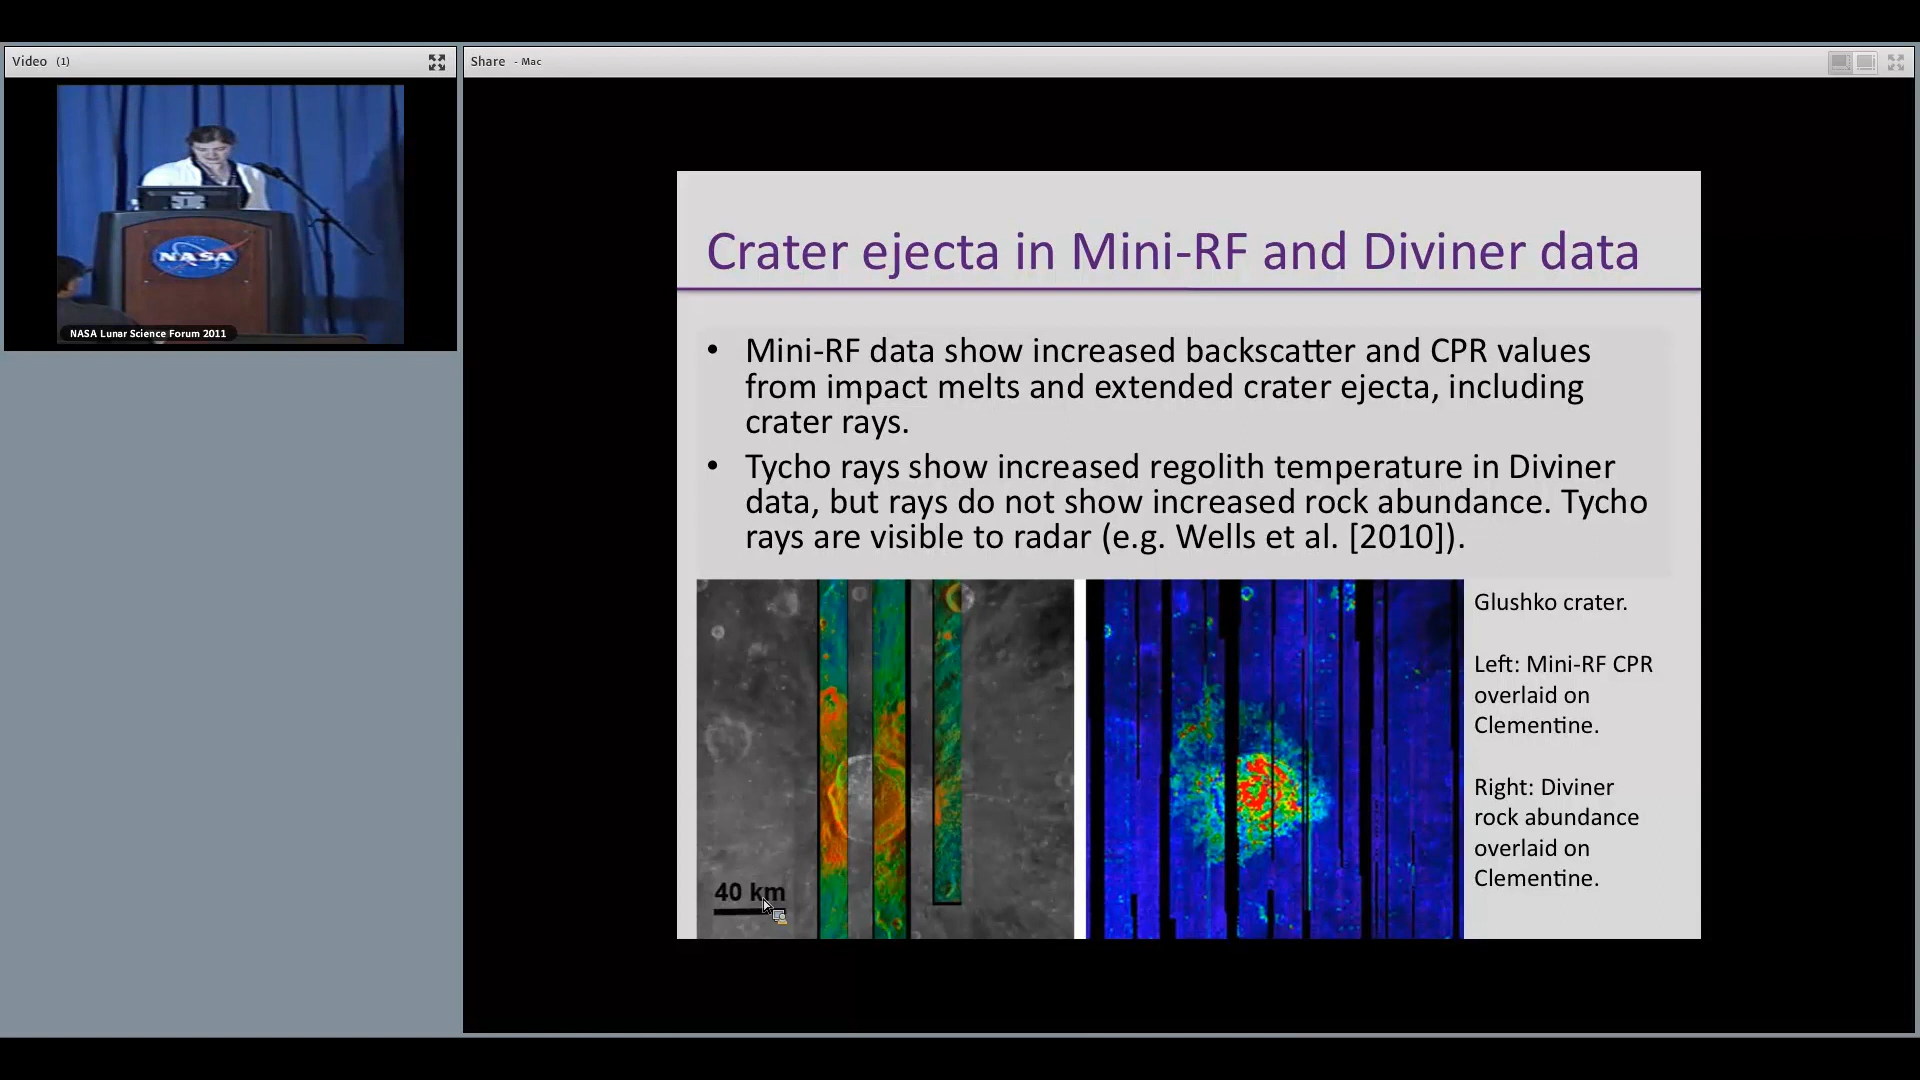 Video (1)
NASA
NASA Lunar Science Forum 2011
Share - Mac
Crater ejecta in Mini-RF and Diviner data
• Mini-RF data show increased backscatter and CPR values
from impact melts and extended crater ejecta, including
crater rays.
• Tycho rays show increased regolith temperature in Diviner
data, but rays do not show increased rock abundance. Tycho
rays are visible to radar (e.g. Wells et al. [2010]).
40 km
Glushko crater.
Left: Mini-RF CPR
overlaid on
Clementine.
Right: Diviner
rock abundance
overlaid on
Clementine.